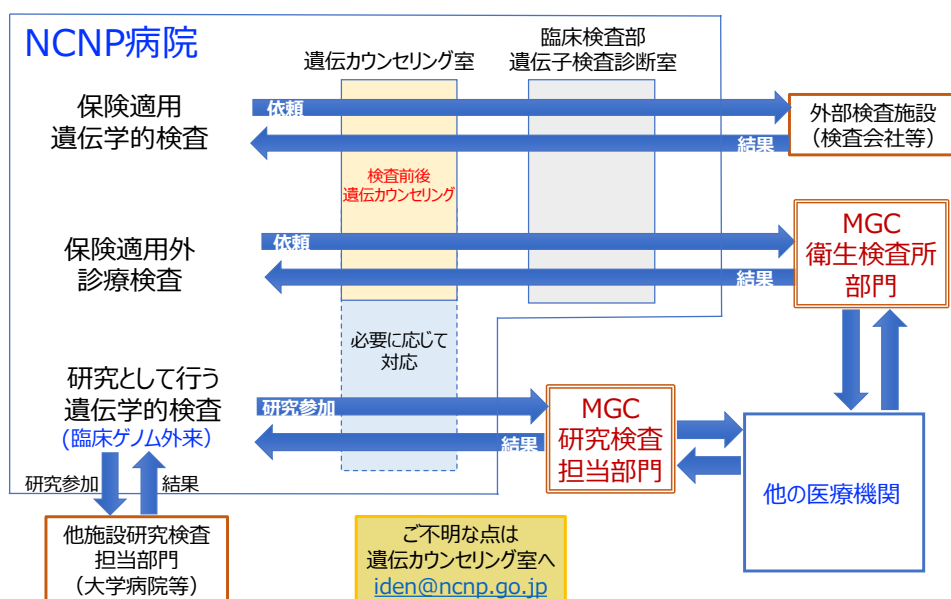 NCNP病院
遺伝カウンセリング室
臨床検査部
遺伝子検査診断室
保険適用
遺伝学的検査
依頼
結果
外部検査施設
（検査会社等）
検査前後
遺伝カウンセリング
保険適用外
診療検査
依頼
結果
MGC
衛生検査所
部門
必要に応じて
対応
研究として行う
遺伝学的検査
(臨床ゲノム外来)
研究参加
結果
MGC
研究検査
担当部門
他の医療機関
研究参加
結果
他施設研究検査
担当部門
（大学病院等）
ご不明な点は
遺伝カウンセリング室へ
iden@ncnp.go.jp